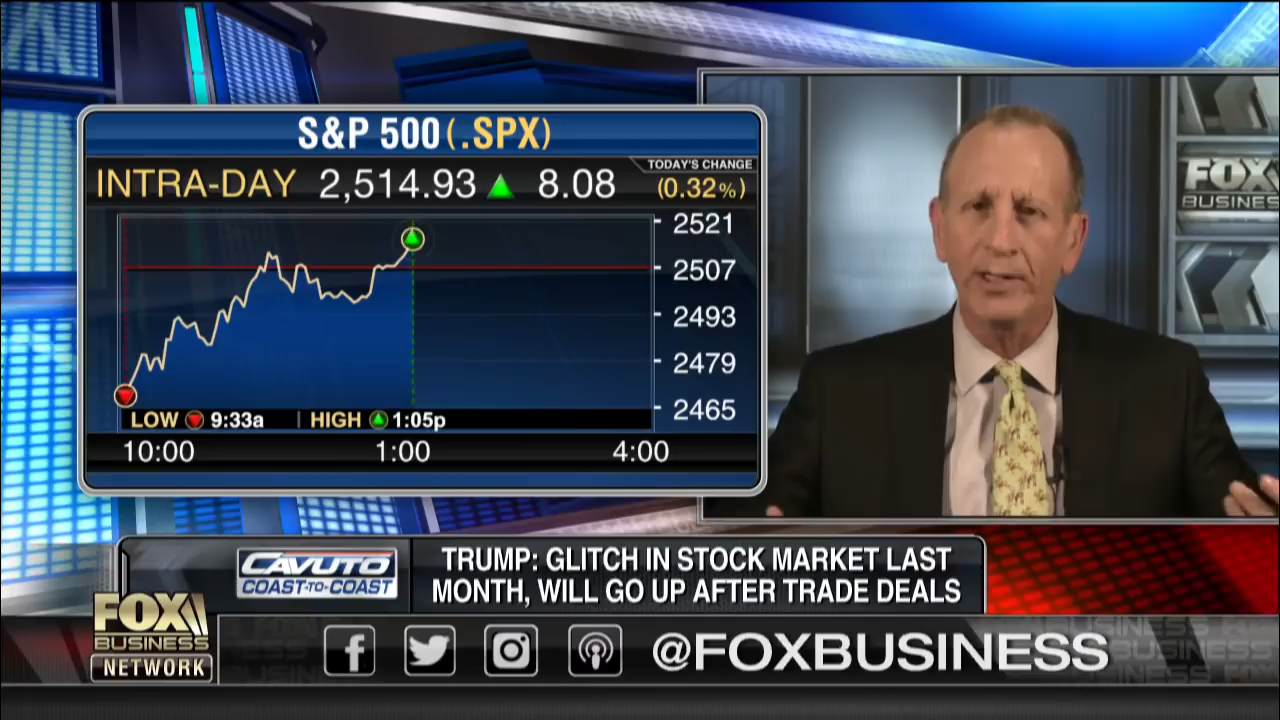 S&P 500 (.SPX)
TODAY'S CHANGE
INTRA-DAY 2,514.93 8.08 (0.32%)
2521
2507
2493
2479
2465
LOW 9:33a | HIGH 1:05p
10:00 1:00 4:00
FOX
BUSINESS
CAVUTO
COAST-TO-COAST
TRUMP: GLITCH IN STOCK MARKET LAST
MONTH, WILL GO UP AFTER TRADE DEALS
FOX
BUSINESS
NETWORK
@FOXBUSINESS